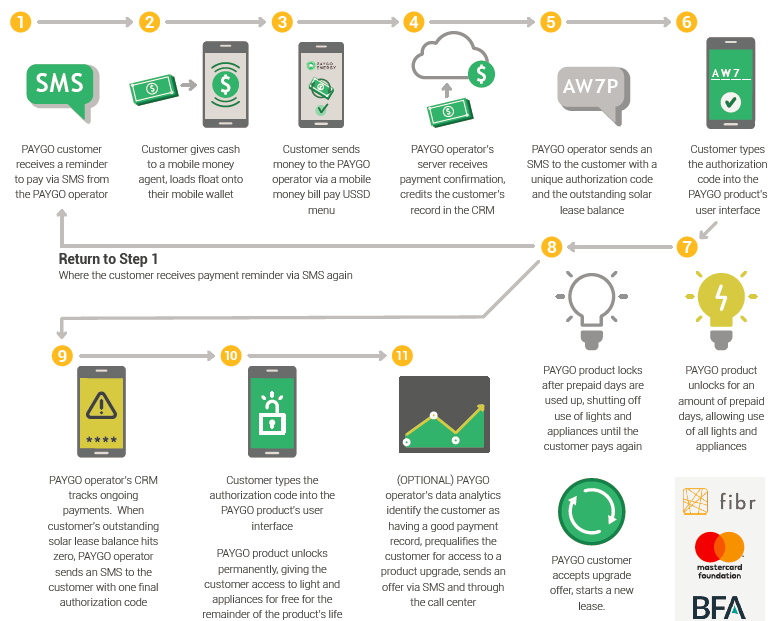 1
2
3
4
5
6
SMS
$
PAYGO
ENERGY
$
AW7P
AW7
PAYGO customer
receives a reminder
to pay via SMS from
the PAYGO operator
Customer gives cash
to a mobile money
agent, loads float onto
their mobile wallet
Customer sends
money to the PAYGO
operator via a mobile
money bill pay USSD
menu
PAYGO operator's
server receives
payment confirmation,
credits the customer's
record in the CRM
PAYGO operator sends an
SMS to the customer with a
unique authorization code
and the outstanding solar
lease balance
Customer types
the authorization
code into the
PAYGO product's
user interface
Return to Step 1
Where the customer receives payment reminder via SMS again
8
7
PAYGO product locks
after prepaid days are
used up, shutting off
use of lights and
appliances until the
customer pays again
PAYGO product
unlocks for an
amount of prepaid
days, allowing use
of all lights and
appliances
9
10
11
****
PAYGO operator's CRM
tracks ongoing
payments. When
customer's outstanding
solar lease balance hits
zero, PAYGO operator
sends an SMS to the
customer with one final
authorization code
Customer types the
authorization code into the
PAYGO product's user
interface
PAYGO product unlocks
permanently, giving the
customer access to light and
appliances for free for the
remainder of the product's life
(OPTIONAL) PAYGO
operator's data analytics
identify the customer as
having a good payment
record, prequalifies the
customer for access to a
product upgrade, sends an
offer via SMS and through
the call center
PAYGO customer
accepts upgrade
offer, starts a new
lease.
fibr
mastercard
foundation
BFA